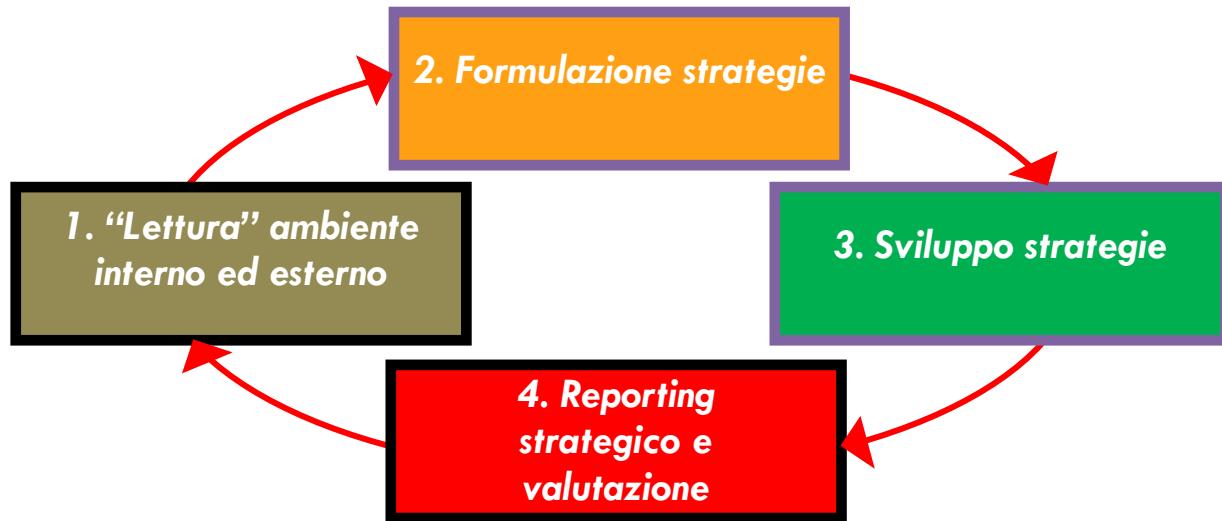 2. Formulazione strategie
1. “Lettura” ambiente
interno ed esterno
3. Sviluppo strategie
4. Reporting
strategico e
valutazione